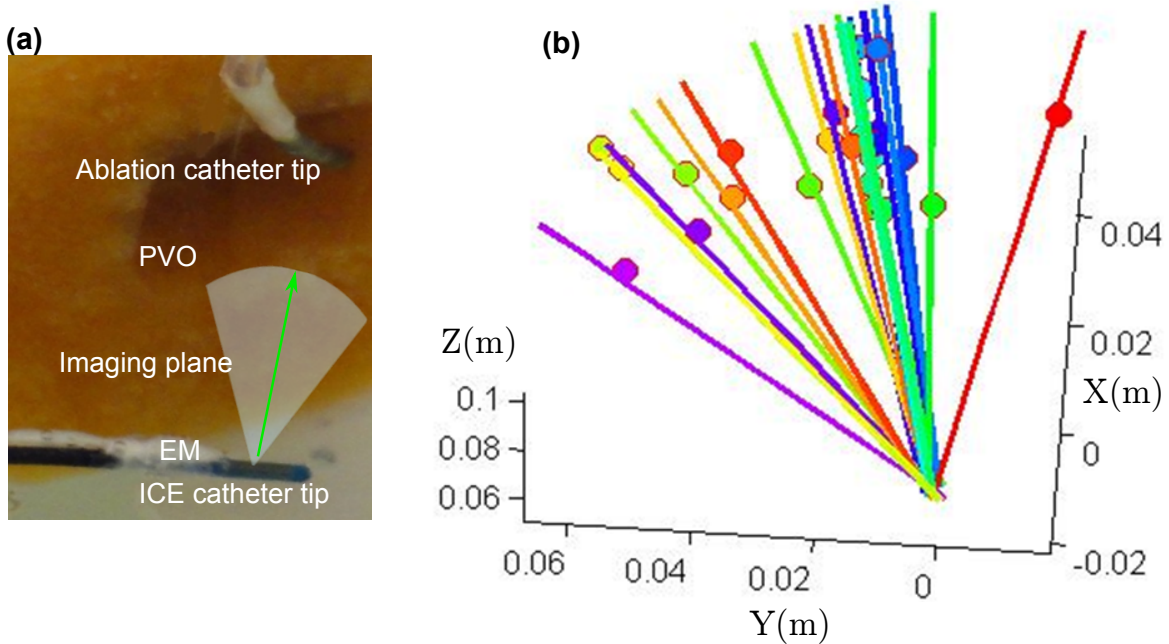 (a)
Ablation catheter tip
PVO
Imaging plane
EM
ICE catheter tip
(b)
Z(m)
0.1
0.08
0.06
0.06
0.04
0.02
0
Y(m)
0.04
0.02
X(m)
0
-0.02